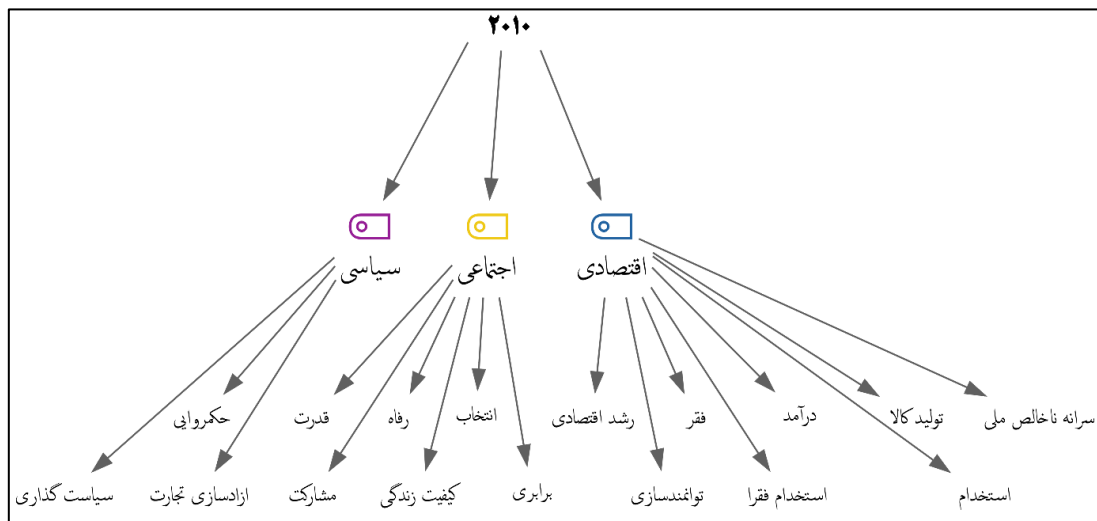 ۲۰۱۰
اقتصادی
اجتماعی
سیاسی
سرانه ناخالص ملی
تولید کالا
درآمد
فقر
رشد اقتصادی
انتخاب
رفاه
قدرت
حکمروایی
استخدام
استخدام فقرا
توانمندسازی
برابری
کیفیت زندگی
مشارکت
ازادسازی تجارت
سیاست گذاری